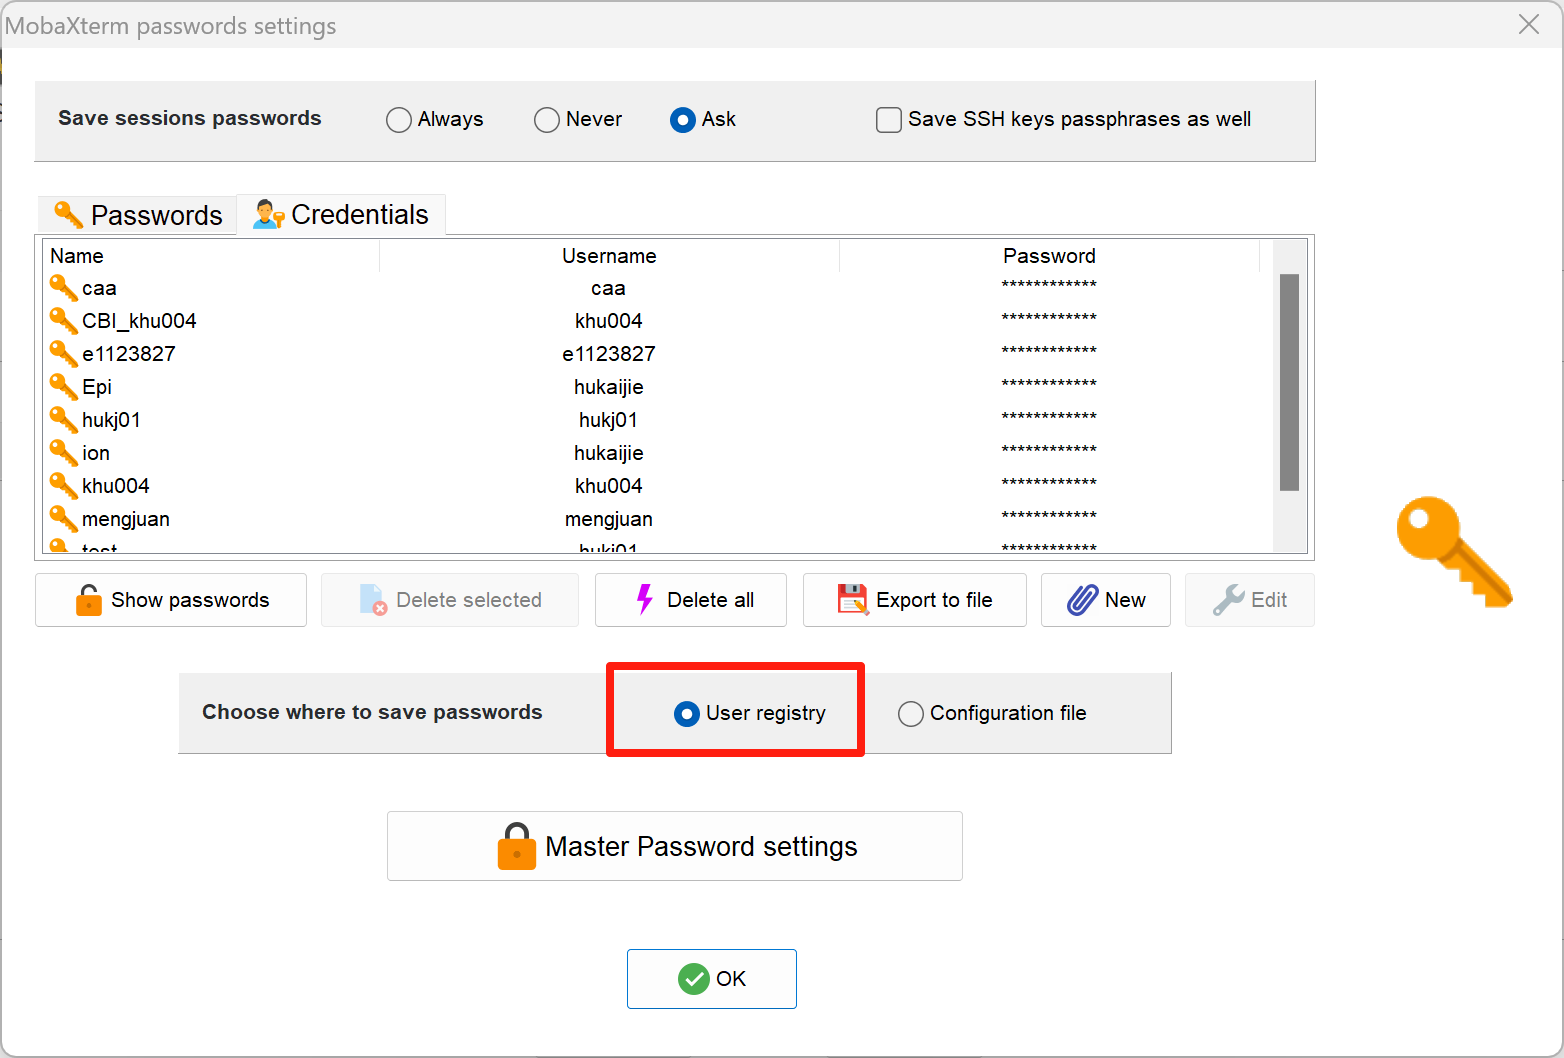 MobaXterm passwords settings
Save sessions passwords Always Never Ask Save SSH keys passphrases as well
Passwords Credentials
Name Username Password
caa caa ************
CBI_khu004 khu004 ************
e1123827 e1123827 ************
Epi hukaijie ************
hukj01 hukj01 ************
ion hukaijie ************
khu004 khu004 ************
mengjuan mengjuan ************
test hukj01 ************
Show passwords Delete selected Delete all Export to file New Edit
Choose where to save passwords User registry Configuration file
Master Password settings
OK